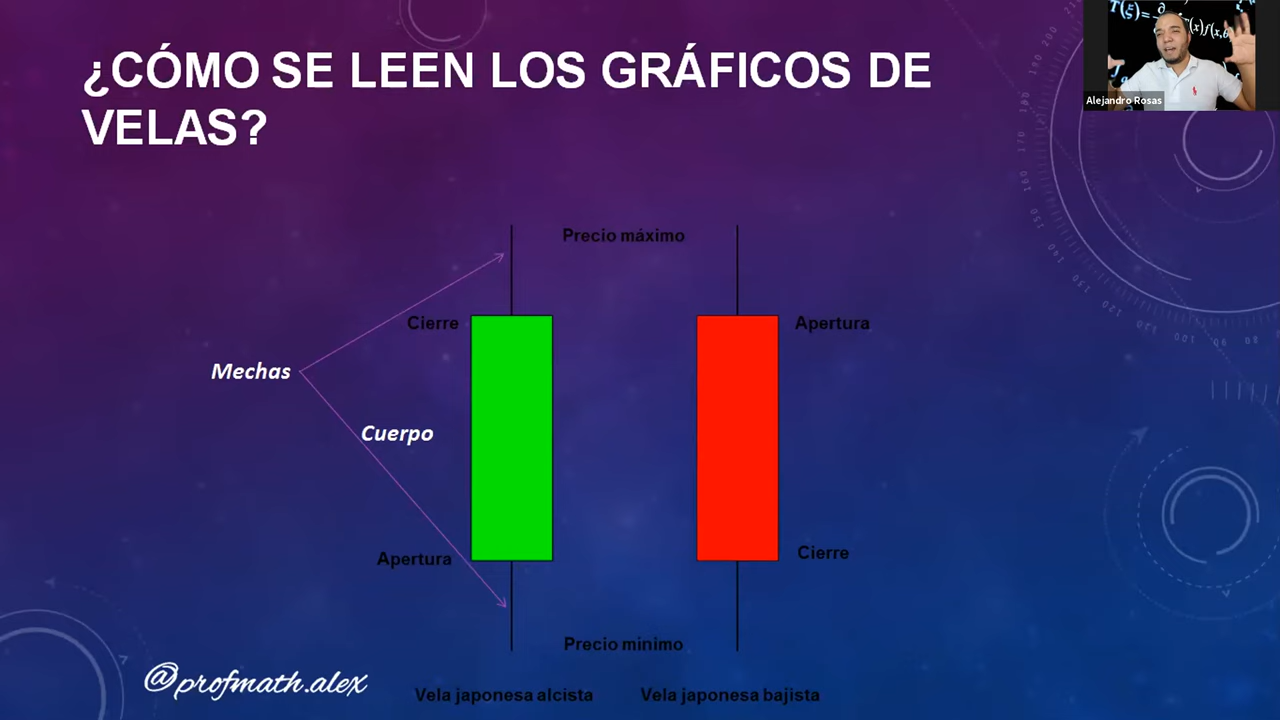 ¿CÓMO SE LEEN LOS GRÁFICOS DE
VELAS?
Alejandro Rosas
Precio máximo
Cierre
Apertura
Mechas
Cuerpo
Apertura
Cierre
Precio minimo
@profmath.alex
Vela japonesa alcista
Vela japonesa bajista